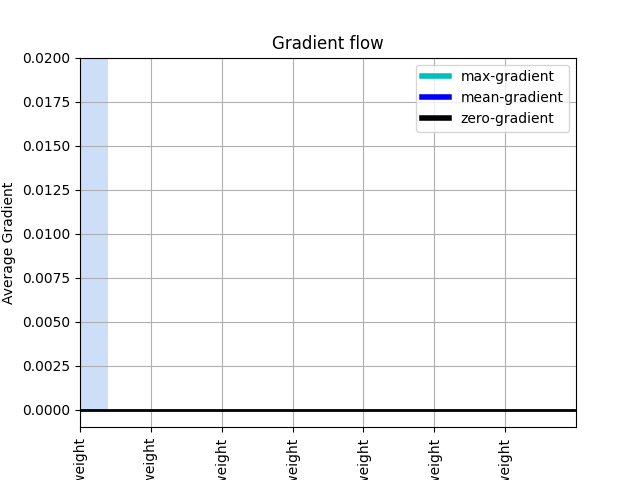 Gradient flow
max-gradient
mean-gradient
zero-gradient
Average Gradient
0.0200
0.0175
0.0150
0.0125
0.0100
0.0075
0.0050
0.0025
0.0000
weight
weight
weight
weight
weight
weight
weight